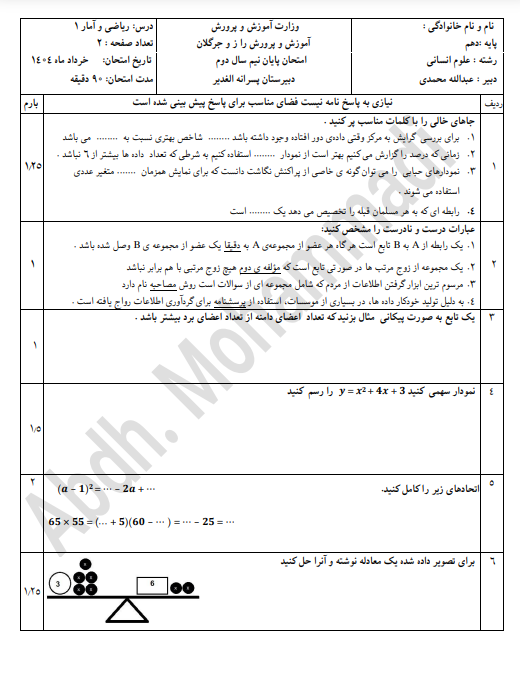 نام و نام خانوادگی :
وزارت آموزش و پرورش
درس: ریاضی و آمار ۱
پایه :دهم
آموزش و پرورش را ز و جرگلان
تعداد صفحه : ۲
رشته : علوم انسانی
امتحان پایان نیم سال دوم
تاریخ امتحان: خرداد ماه ۱۴۰۴
دبیر : عبدالله محمدی
دبیرستان پسرانه الغدیر
مدت امتحان: ۹۰ دقیقه
ردیف
نیازی به پاسخ نامه نیست فضای مناسب برای پاسخ پیش بینی شده است
بارم
۱
جاهای خالی را با کلمات مناسب پر کنید .
۱. برای بررسی گرایش به مرکز وقتی داده‌ی دور افتاده وجود داشته باشد ........ شاخص بهتری نسبت به ........ می باشد
۲. زمانی که درصد را گزارش می کنیم بهتر است از نمودار ........ استفاده کنیم به شرطی که تعداد داده ها بیشتر از ۶ نباشد .
۳. نمودارهای حبابی را می توان گونه ی خاصی از پراکنش نگاشت دانست که برای نمایش همزمان ....... متغیر عددی
استفاده می شوند .
۴. رابطه ای که به هر مسلمان قبله را تخصیص می دهد یک ........ است
۱/۲۵
۲
عبارات درست و نادرست را مشخص کنید:
۱. یک رابطه از A به B تابع است هر گاه هر عضو از مجموعه‌ی A به دقیقا یک عضو از مجموعه ی B وصل شده باشد .
۲. یک مجموعه از زوج مرتب ها در صورتی تابع است که مؤلفه ی دوم هیچ زوج مرتبی با هم برابر نباشد
۳. مرسوم ترین ابزار گرفتن اطلاعات از مردم که شامل مجموعه ای از سوالات است روش مصاحبه نام دارد
۴. به دلیل تولید خودکار داده ها، در بسیاری از موسسات، استفاده از پرسشنامه برای گردآوری اطلاعات رواج یافته است .
۱
۳
یک تابع به صورت پیکانی مثال بزنید که تعداد اعضای دامنه از تعداد اعضای برد بیشتر باشد .
۱
۴
نمودار سهمی کنید y = x² + 4x + 3 را رسم کنید
۱/۵
۵
اتحادهای زیر را کامل کنید.
(a − 1)² = ⋯ − 2a + ⋯
65 × 55 = (… + 5)(60 − ⋯ ) = ⋯ − 25 = ⋯
۲
۶
برای تصویر داده شده یک معادله نوشته و آنرا حل کنید
3
6
۱/۲۵
Abdh. Mohammadi